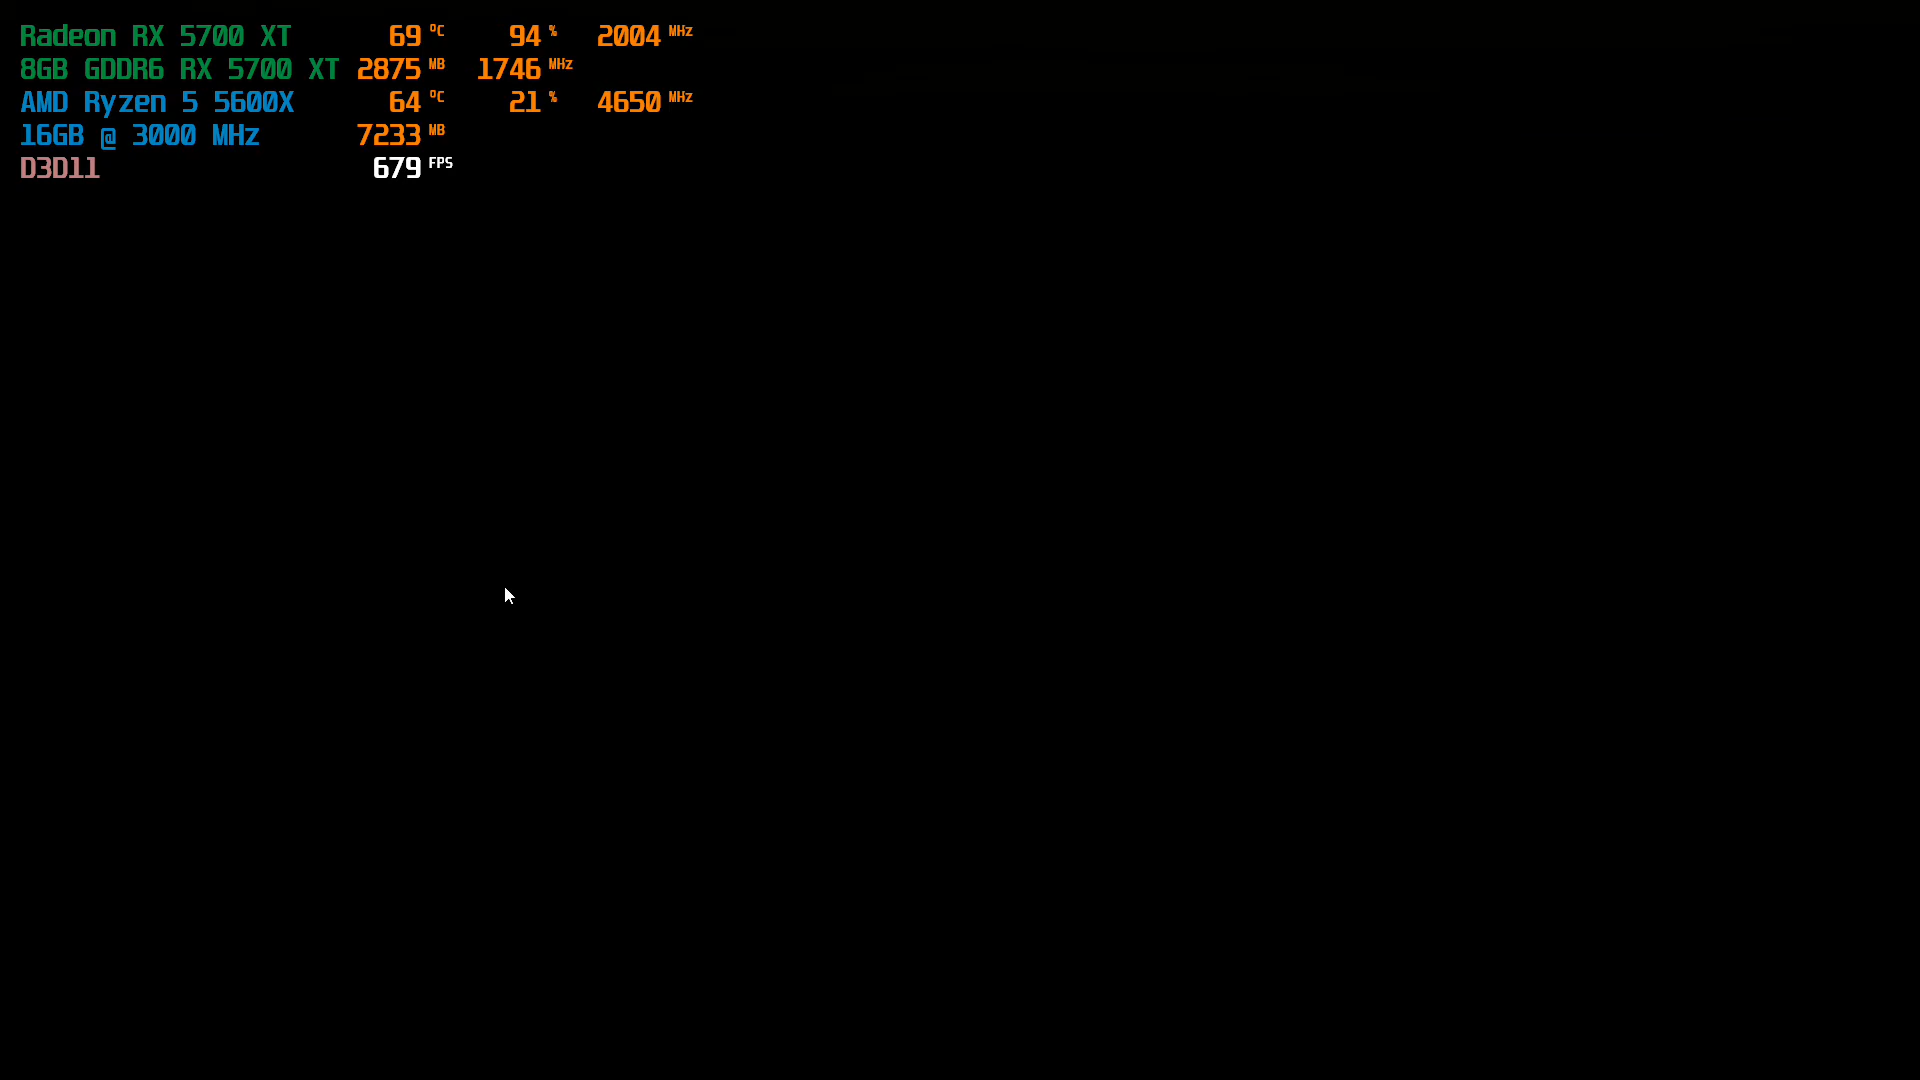 Radeon RX 5700 XT 69 °C 94 % 2004 MHz
8GB GDDR6 RX 5700 XT 2875 MB 1746 MHz
AMD Ryzen 5 5600X 64 °C 21 % 4650 MHz
16GB @ 3000 MHz 7233 MB
D3D11 679 FPS